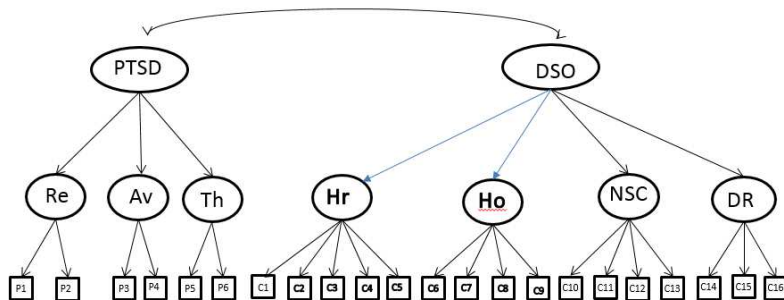 PTSD DSO
Re Av Th Hr Ho NSC DR
P1 P2 P3 P4 P5 P6 C1 C2 C3 C4 C5 C6 C7 C8 C9 C10 C11 C12 C13 C14 C15 C16